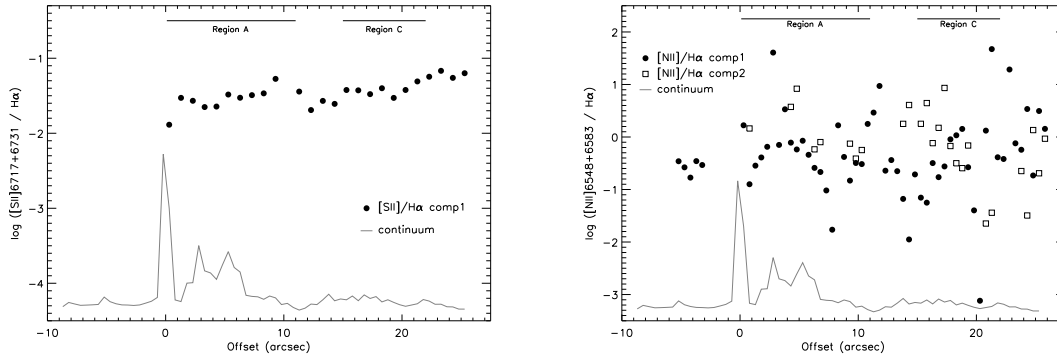 Region A
Region C
-1
-2
-3
-4
log ([SII]6717+6731 / Hα)
[SII]/Hα comp1
continuum
-10
0
10
20
Offset (arcsec)
Region A
Region C
2
1
0
-1
-2
-3
log ([NII]6548+6583 / Hα)
[NII]/Hα comp1
[NII]/Hα comp2
continuum
-10
0
10
20
Offset (arcsec)